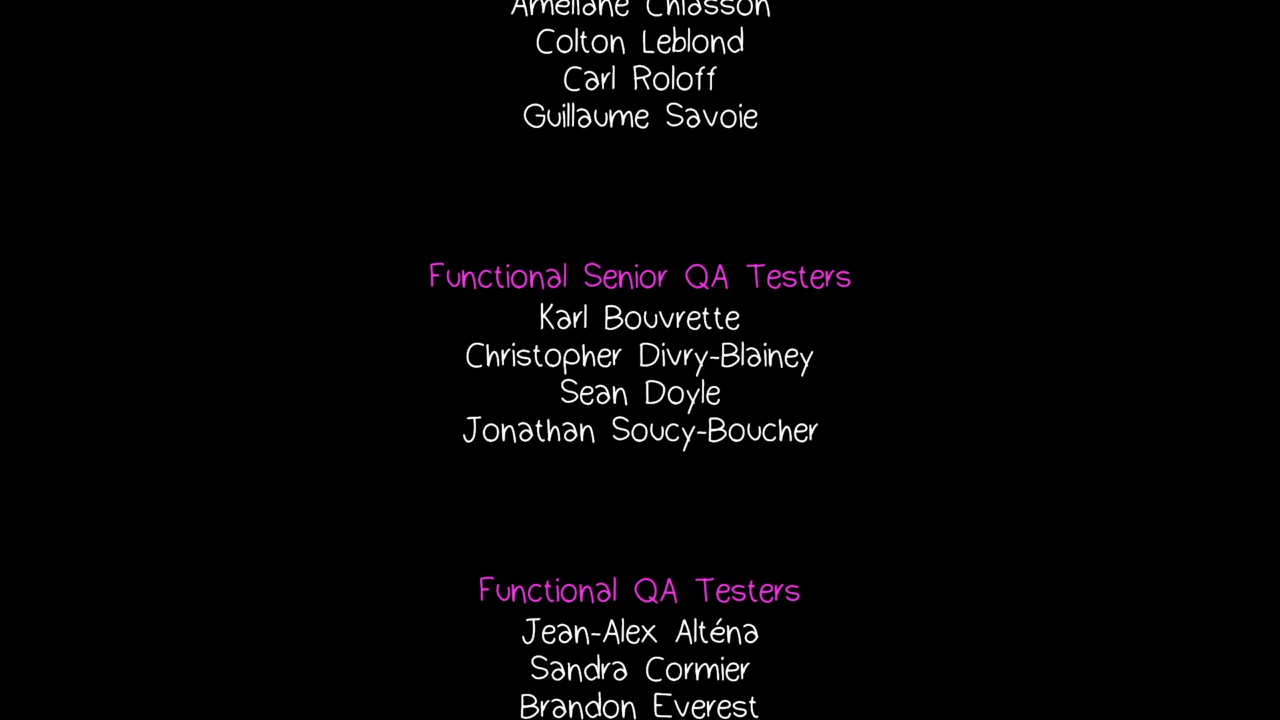 Améliane Chiasson
Colton Leblond
Carl Roloff
Guillaume Savoie
Functional Senior QA Testers
Karl Bouvrette
Christopher Divry-Blainey
Sean Doyle
Jonathan Soucy-Boucher
Functional QA Testers
Jean-Alex Alténa
Sandra Cormier
Brandon Everest